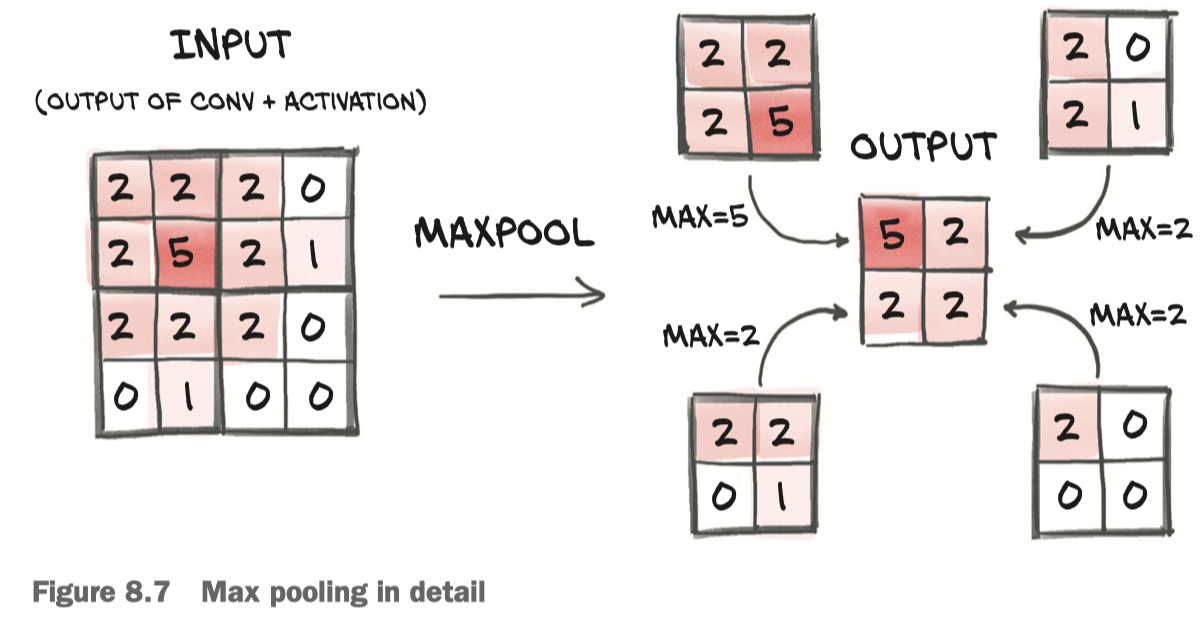 INPUT
(OUTPUT OF CONV + ACTIVATION)
2 2 2 0
2 5 2 1
2 2 2 0
0 1 0 0
MAXPOOL
2 2
2 5
MAX=5
2 0
2 1
MAX=2
OUTPUT
5 2
2 2
MAX=2
2 2
0 1
MAX=2
2 0
0 0
Figure 8.7 Max pooling in detail